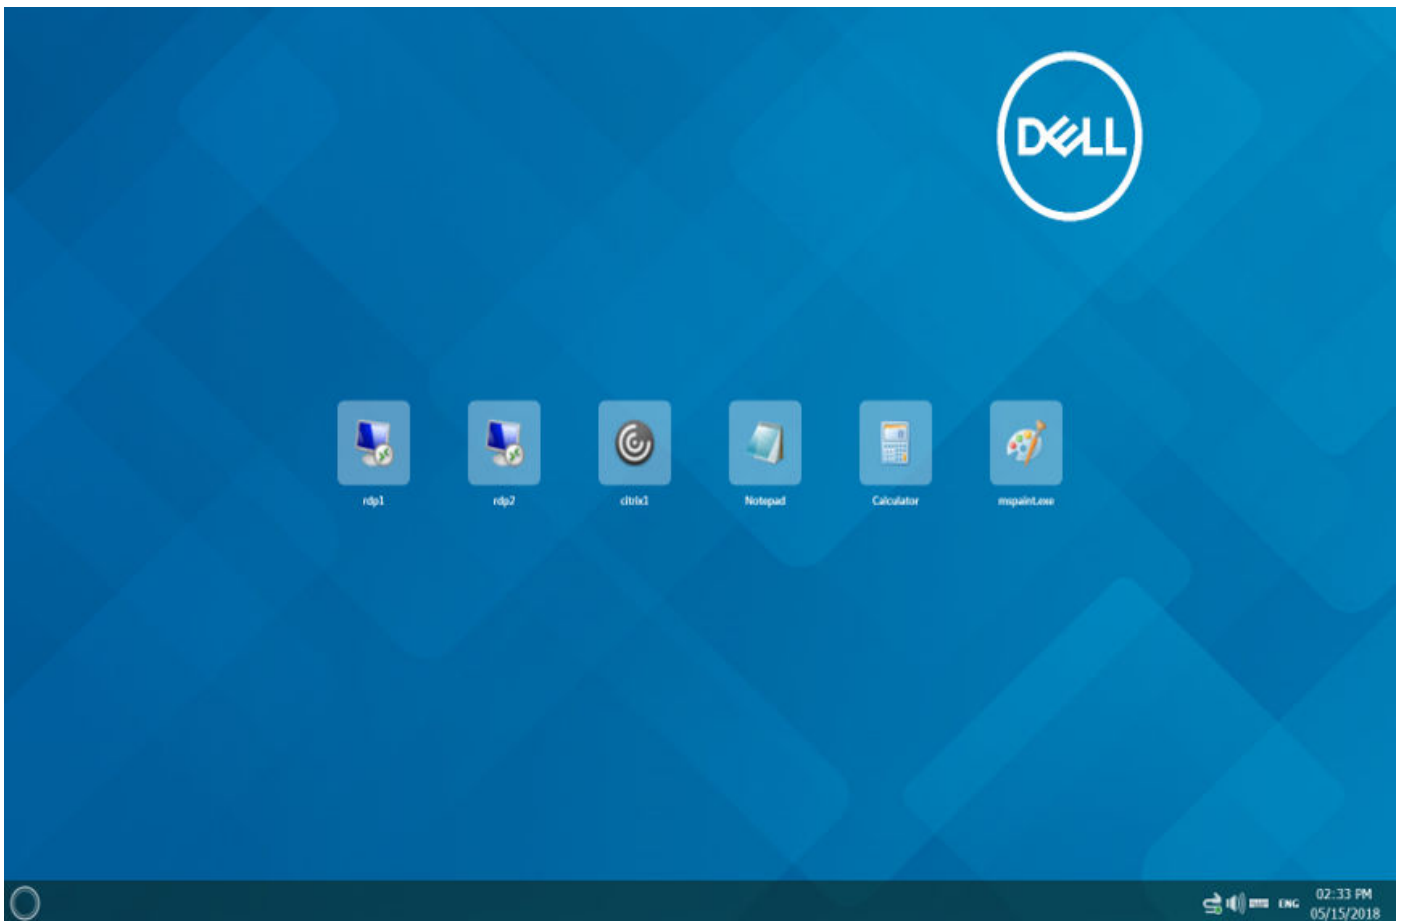 DELL
rdp1
rdp2
citrix1
Notepad
Calculator
mspaint.exe
ENG
02:33 PM
05/15/2018